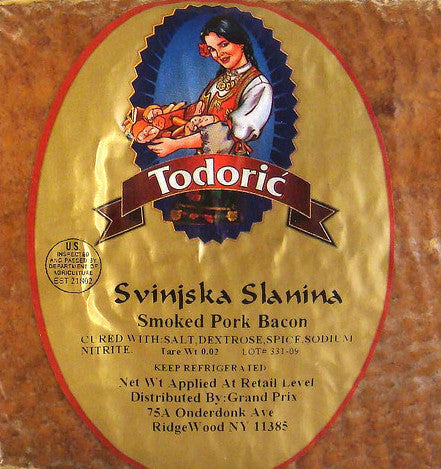 Todorić
U.S.
INSPECTED
AND PASSED BY
DEPARTMENT OF
AGRICULTURE
EST 21802
Svinjska Slanina
Smoked Pork Bacon
CURED WITH:SALT,DEXTROSE,SPICE,SODIUM
NITRITE. Tare Wt 0.02 LOT# 331-09
KEEP REFRIGERATED
Net Wt Applied At Retail Level
Distributed By:Grand Prix
75A Onderdonk Ave
RidgeWood NY 11385